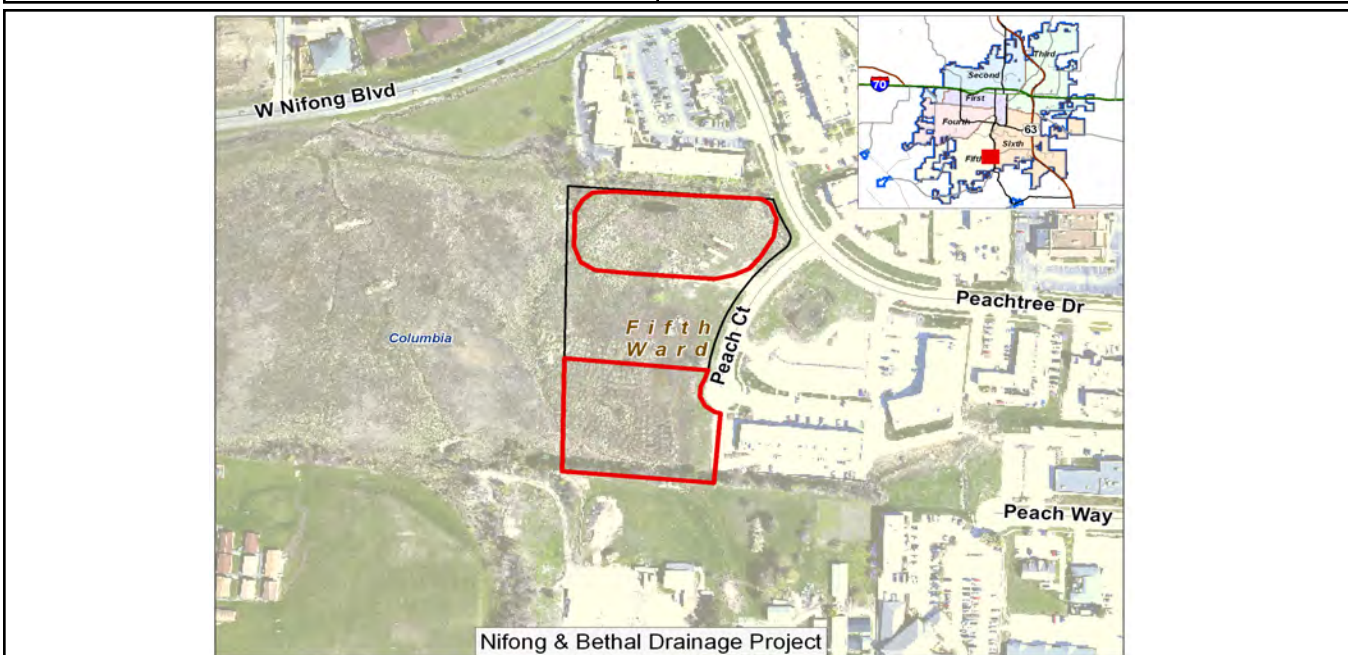 W Nifong Blvd
Third
Second
70
First
Fourth
63
Sixth
Fifth
Peachtree Dr
Fifth
Ward
Peach Ct
Columbia
Peach Way
Nifong & Bethal Drainage Project